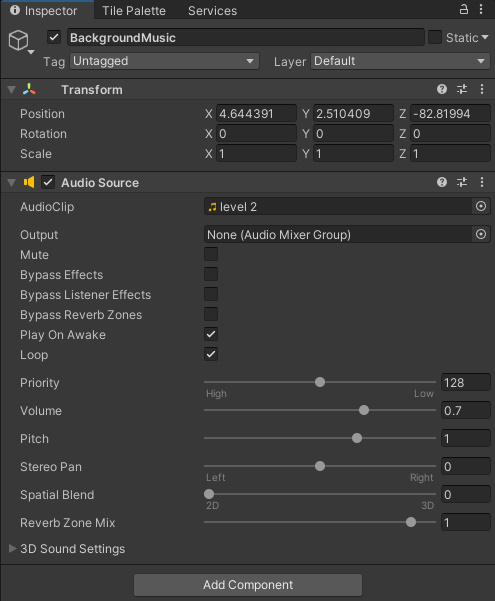 Inspector Tile Palette Services
BackgroundMusic Static
Tag Untagged Layer Default
Transform
Position X 4.644391 Y 2.510409 Z -82.81994
Rotation X 0 Y 0 Z 0
Scale X 1 Y 1 Z 1
Audio Source
AudioClip level 2
Output None (Audio Mixer Group)
Mute
Bypass Effects
Bypass Listener Effects
Bypass Reverb Zones
Play On Awake
Loop
Priority 128
High Low
Volume 0.7
Pitch 1
Stereo Pan 0
Left Right
Spatial Blend 0
2D 3D
Reverb Zone Mix 1
3D Sound Settings
Add Component